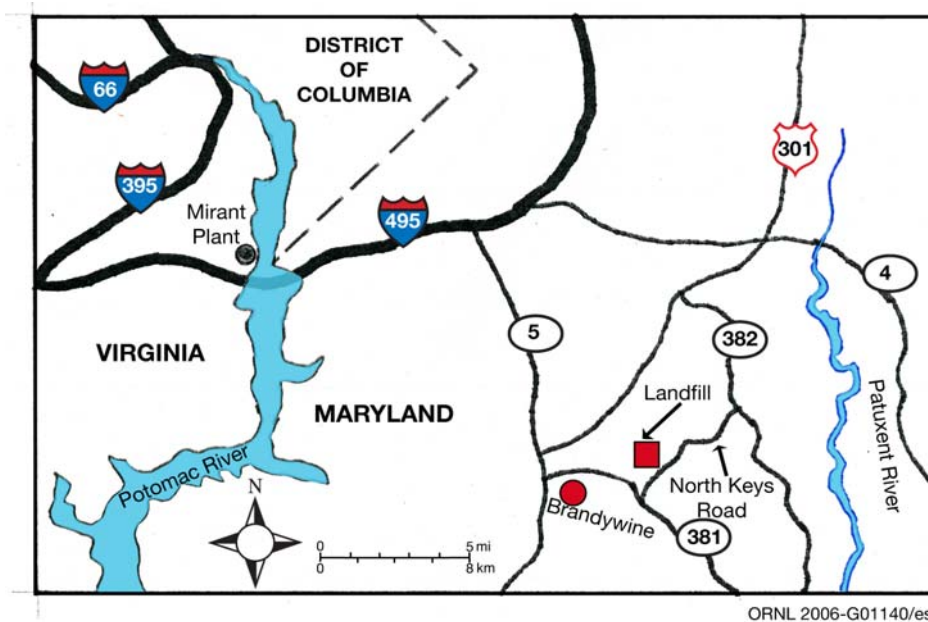 DISTRICT
OF
COLUMBIA
66
301
395
Mirant
Plant
495
4
5
382
VIRGINIA
Landfill
MARYLAND
Patuxent River
Potomac River
N
North Keys
Road
Brandywine
381
0 5 mi
0 8 km
ORNL 2006-G01140/es